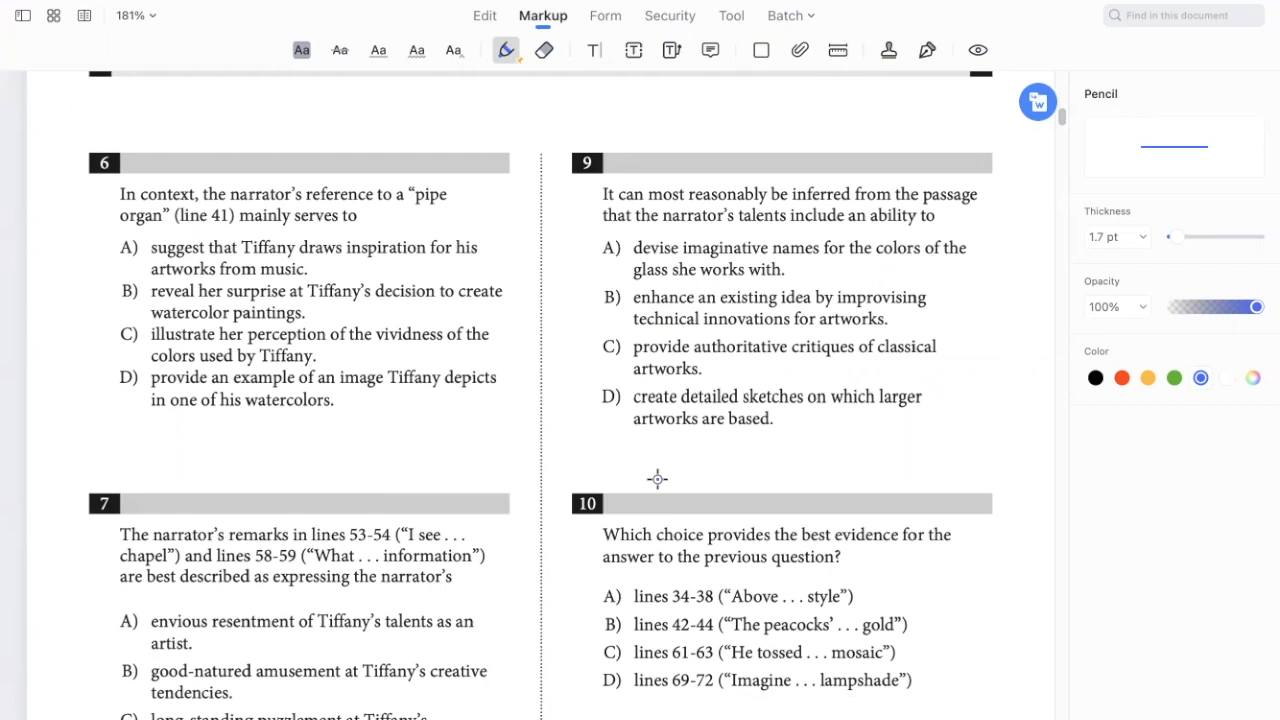 181%
Edit
Markup
Form
Security
Tool
Batch
Find in this document
Aa
Aa
Aa
Aa
Aa
T
T
T
W
Pencil
Thickness
1.7 pt
Opacity
100%
Color
6
In context, the narrator's reference to a “pipe
organ” (line 41) mainly serves to
A) suggest that Tiffany draws inspiration for his
artworks from music.
B) reveal her surprise at Tiffany's decision to create
watercolor paintings.
C) illustrate her perception of the vividness of the
colors used by Tiffany.
D) provide an example of an image Tiffany depicts
in one of his watercolors.
7
The narrator's remarks in lines 53-54 (“I see . . .
chapel”) and lines 58-59 (“What . . . information”)
are best described as expressing the narrator's
A) envious resentment of Tiffany's talents as an
artist.
B) good-natured amusement at Tiffany's creative
tendencies.
C) long-standing puzzlement at Tiffany's
9
It can most reasonably be inferred from the passage
that the narrator's talents include an ability to
A) devise imaginative names for the colors of the
glass she works with.
B) enhance an existing idea by improvising
technical innovations for artworks.
C) provide authoritative critiques of classical
artworks.
D) create detailed sketches on which larger
artworks are based.
10
Which choice provides the best evidence for the
answer to the previous question?
A) lines 34-38 (“Above . . . style”)
B) lines 42-44 (“The peacocks' . . . gold”)
C) lines 61-63 (“He tossed . . . mosaic”)
D) lines 69-72 (“Imagine . . . lampshade”)